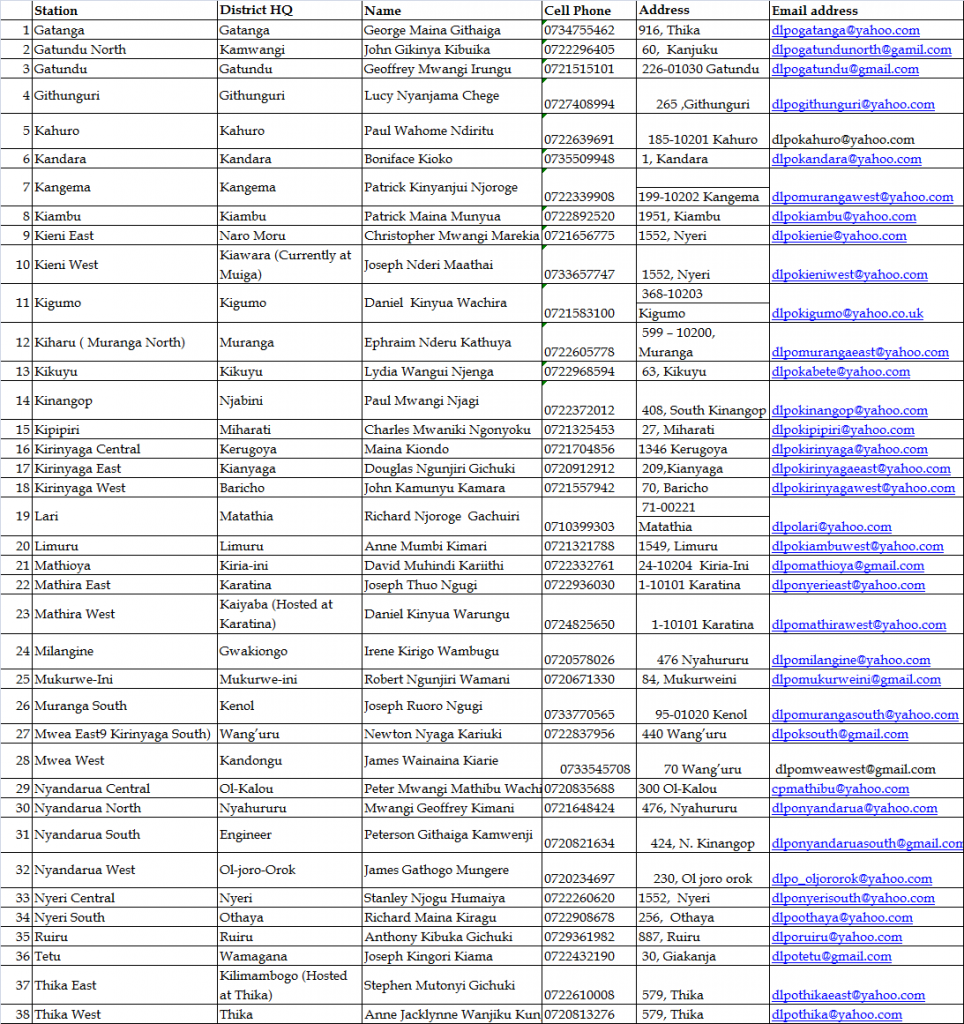 Station District HQ Name Cell Phone Address Email address
1 Gatanga Gatanga George Maina Githaiga 0734755462 916, Thika dlpogatanga@yahoo.com
2 Gatundu North Kamwangi John Gikinya Kibuika 0722296405 60, Kanjuku dlpogatundunorth@gamil.com
3 Gatundu Gatundu Geoffrey Mwangi Irungu 0721515101 226-01030 Gatundu dlpogatundu@gmail.com
4 Githunguri Githunguri Lucy Nyanjama Chege 0727408994 265 ,Githunguri dlpogithunguri@yahoo.com
5 Kahuro Kahuro Paul Wahome Ndiritu 0722639691 185-10201 Kahuro dlpokahuro@yahoo.com
6 Kandara Kandara Boniface Kioko 0735509948 1, Kandara dlpokandara@yahoo.com
7 Kangema Kangema Patrick Kinyanjui Njoroge 0722339908 199-10202 Kangema dlpomurangawest@yahoo.com
8 Kiambu Kiambu Patrick Maina Munyua 0722892520 1951, Kiambu dlpokiambu@yahoo.com
9 Kieni East Naro Moru Christopher Mwangi Marekia 0721656775 1552, Nyeri dlpokienie@yahoo.com
10 Kieni West Kiawara (Currently at
Muiga) Joseph Nderi Maathai 0733657747 1552, Nyeri dlpokieniwest@yahoo.com
11 Kigumo Kigumo Daniel Kinyua Wachira 0721583100 368-10203
Kigumo dlpokigumo@yahoo.co.uk
12 Kiharu ( Muranga North) Muranga Ephraim Nderu Kathuya 0722605778 599 – 10200,
Muranga dlpomurangaeast@yahoo.com
13 Kikuyu Kikuyu Lydia Wangui Njenga 0722968594 63, Kikuyu dlpokabete@yahoo.com
14 Kinangop Njabini Paul Mwangi Njagi 0722372012 408, South Kinangop dlpokinangop@yahoo.com
15 Kipipiri Miharati Charles Mwaniki Ngonyoku 0721325453 27, Miharati dlpokipipiri@yahoo.com
16 Kirinyaga Central Kerugoya Maina Kiondo 0721704856 1346 Kerugoya dlpokirinyaga@yahoo.com
17 Kirinyaga East Kianyaga Douglas Ngunjiri Gichuki 0720912912 209,Kianyaga dlpokirinyagaeast@yahoo.com
18 Kirinyaga West Baricho John Kamunyu Kamara 0721557942 70, Baricho dlpokirinyagawest@yahoo.com
19 Lari Matathia Richard Njoroge Gachuiri 0710399303 71-00221
Matathia dlpolari@yahoo.com
20 Limuru Limuru Anne Mumbi Kimari 0721321788 1549, Limuru dlpokiambuwest@yahoo.com
21 Mathioya Kiria-ini David Muhindi Kariithi 0722332761 24-10204 Kiria-Ini dlpomathioya@gmail.com
22 Mathira East Karatina Joseph Thuo Ngugi 0722936030 1-10101 Karatina dlponyerieast@yahoo.com
23 Mathira West Kaiyaba (Hosted at
Karatina) Daniel Kinyua Warungu 0724825650 1-10101 Karatina dlpomathirawest@yahoo.com
24 Milangine Gwakiongo Irene Kirigo Wambugu 0720578026 476 Nyahururu dlpomilangine@yahoo.com
25 Mukurwe-Ini Mukurwe-ini Robert Ngunjiri Wamani 0720671330 84, Mukurweini dlpomukurweini@gmail.com
26 Muranga South Kenol Joseph Ruoro Ngugi 0733770565 95-01020 Kenol dlpomurangasouth@yahoo.com
27 Mwea East9 Kirinyaga South) Wang’uru Newton Nyaga Kariuki 0722837956 440 Wang’uru dlpoksouth@gmail.com
28 Mwea West Kandongu James Wainaina Kiarie 0733545708 70 Wang’uru dlpomweawest@gmail.com
29 Nyandarua Central Ol-Kalou Peter Mwangi Mathibu Wachi 0720835688 300 Ol-Kalou cpmathibu@yahoo.com
30 Nyandarua North Nyahururu Mwangi Geoffrey Kimani 0721648424 476, Nyahururu dlponyandarua@yahoo.com
31 Nyandarua South Engineer Peterson Githaiga Kamwenji 0720821634 424, N. Kinangop dlponyandaruasouth@gmail.com
32 Nyandarua West Ol-joro-Orok James Gathogo Mungere 0720234697 230, Ol joro orok dlpo_oljororok@yahoo.com
33 Nyeri Central Nyeri Stanley Njogu Humaiya 0722260620 1552, Nyeri dlponyerisouth@yahoo.com
34 Nyeri South Othaya Richard Maina Kiragu 0722908678 256, Othaya dlpoothaya@yahoo.com
35 Ruiru Ruiru Anthony Kibuka Gichuki 0729361982 887, Ruiru dlporuiru@yahoo.com
36 Tetu Wamagana Joseph Kingori Kiama 0722432190 30, Giakanja dlpotetu@gmail.com
37 Thika East Kilimambogo (Hosted
at Thika) Stephen Mutonyi Gichuki 0722610008 579, Thika dlpothikaeast@yahoo.com
38 Thika West Thika Anne Jacklynne Wanjiku Kun 0720813276 579, Thika dlpothika@yahoo.com